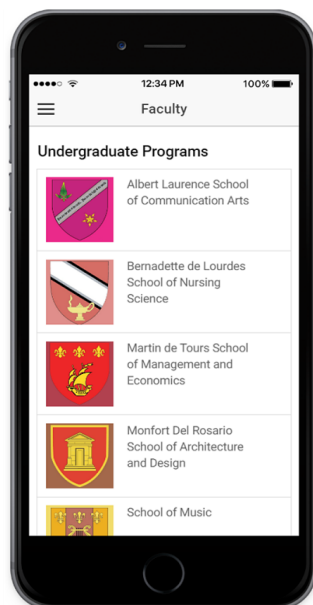 12:34 PM
100%
Faculty
Undergraduate Programs
Albert Laurence School
of Communication Arts
Bernadette de Lourdes
School of Nursing
Science
Martin de Tours School
of Management and
Economics
Monfort Del Rosario
School of Architecture
and Design
School of Music